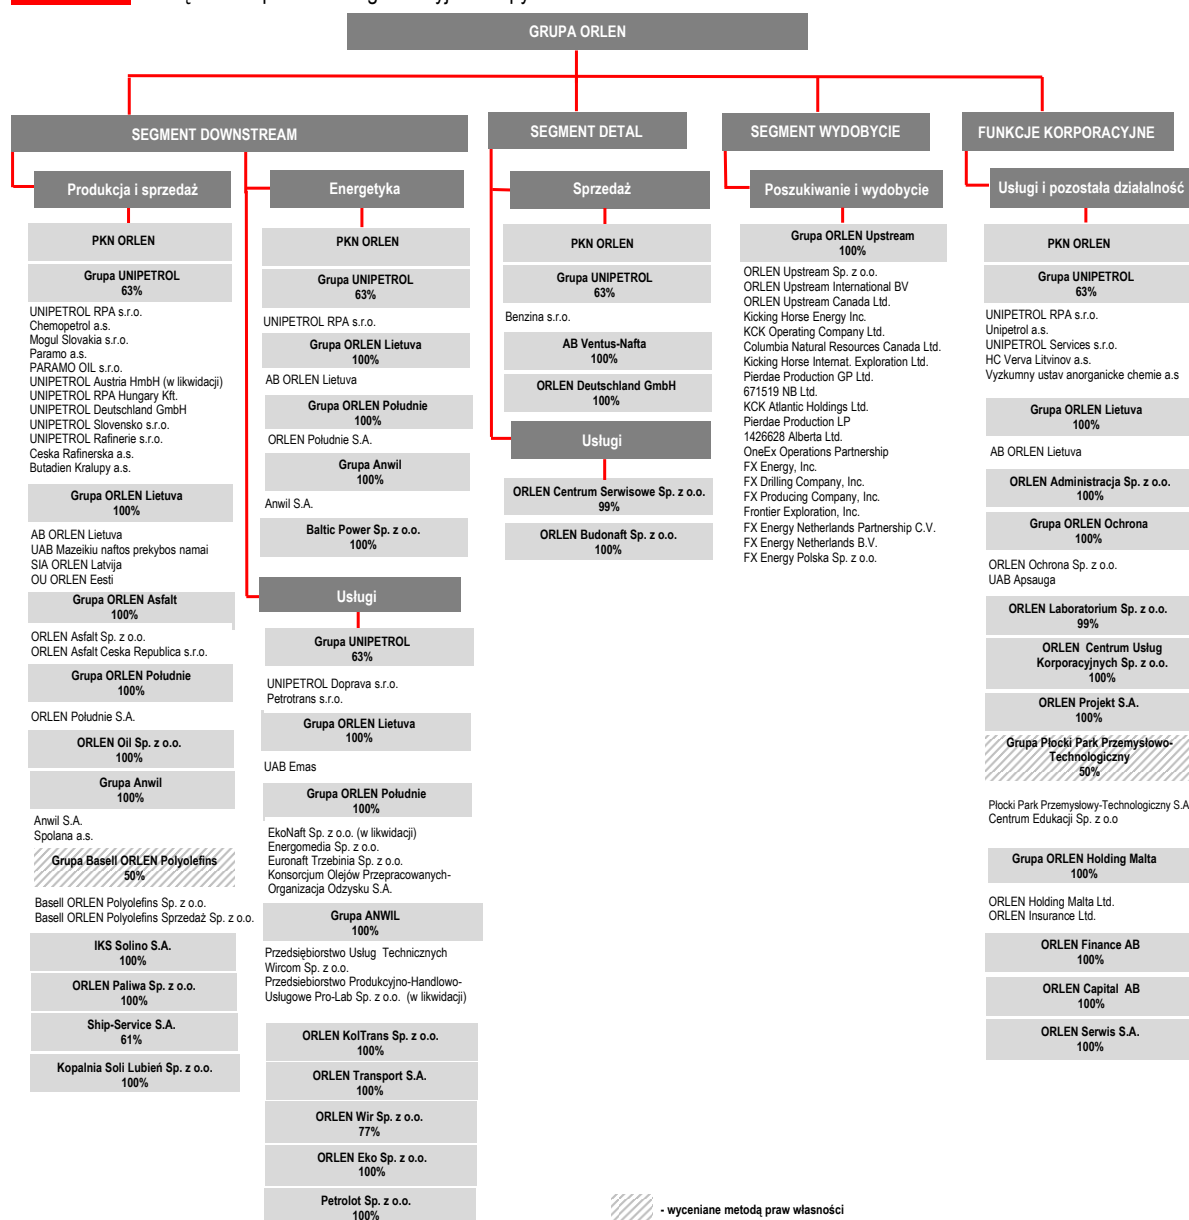 GRUPA ORLEN
SEGMENT DOWNSTREAM
Produkcja i sprzedaż
PKN ORLEN
Grupa UNIPETROL
63%
UNIPETROL RPA s.r.o.
Chemopetrol a.s.
Mogul Slovakia s.r.o.
Paramo a.s.
PARAMO OIL s.r.o.
UNIPETROL Austria HmbH (w likwidacji)
UNIPETROL RPA Hungary Kft.
UNIPETROL Deutschland GmbH
UNIPETROL Slovensko s.r.o.
UNIPETROL Rafinerie s.r.o.
Ceska Rafinerska a.s.
Butadien Kralupy a.s.
Grupa ORLEN Lietuva
100%
AB ORLEN Lietuva
UAB Mazeikiu naftos prekybos namai
SIA ORLEN Latvija
OU ORLEN Eesti
Grupa ORLEN Asfalt
100%
ORLEN Asfalt Sp. z o.o.
ORLEN Asfalt Ceska Republica s.r.o.
Grupa ORLEN Południe
100%
ORLEN Południe S.A.
ORLEN Oil Sp. z o.o.
100%
Grupa Anwil
100%
Anwil S.A.
Spolana a.s.
Grupa Basell ORLEN Polyolefins
50%
Basell ORLEN Polyolefins Sp. z o.o.
Basell ORLEN Polyolefins Sprzedaż Sp. z o.o.
IKS Solino S.A.
100%
ORLEN Paliwa Sp. z o.o.
100%
Ship-Service S.A.
61%
Kopalnia Soli Lubień Sp. z o.o.
100%
Energetyka
PKN ORLEN
Grupa UNIPETROL
63%
UNIPETROL RPA s.r.o.
Grupa ORLEN Lietuva
100%
AB ORLEN Lietuva
Grupa ORLEN Południe
100%
ORLEN Południe S.A.
Grupa Anwil
100%
Anwil S.A.
Baltic Power Sp. z o.o.
100%
Usługi
Grupa UNIPETROL
63%
UNIPETROL Doprava s.r.o.
Petrotrans s.r.o.
Grupa ORLEN Lietuva
100%
UAB Emas
Grupa ORLEN Południe
100%
EkoNaft Sp. z o.o. (w likwidacji)
Energomedia Sp. z o.o.
Euronaft Trzebinia Sp. z o.o.
Konsorcjum Olejów Przepracowanych-
Organizacja Odzysku S.A.
Grupa ANWIL
100%
Przedsiębiorstwo Usług Technicznych
Wircom Sp. z o.o.
Przedsiebiorstwo Produkcyjno-Handlowo-
Usługowe Pro-Lab Sp. z o.o. (w likwidacji)
ORLEN KolTrans Sp. z o.o.
100%
ORLEN Transport S.A.
100%
ORLEN Wir Sp. z o.o.
77%
ORLEN Eko Sp. z o.o.
100%
Petrolot Sp. z o.o.
100%
SEGMENT DETAL
Sprzedaż
PKN ORLEN
Grupa UNIPETROL
63%
Benzina s.r.o.
AB Ventus-Nafta
100%
ORLEN Deutschland GmbH
100%
Usługi
ORLEN Centrum Serwisowe Sp. z o.o.
99%
ORLEN Budonaft Sp. z o.o.
100%
SEGMENT WYDOBYCIE
Poszukiwanie i wydobycie
Grupa ORLEN Upstream
100%
ORLEN Upstream Sp. z o.o.
ORLEN Upstream International BV
ORLEN Upstream Canada Ltd.
Kicking Horse Energy Inc.
KCK Operating Company Ltd.
Columbia Natural Resources Canada Ltd.
Kicking Horse Internat. Exploration Ltd.
Pierdae Production GP Ltd.
671519 NB Ltd.
KCK Atlantic Holdings Ltd.
Pierdae Production LP
1426628 Alberta Ltd.
OneEx Operations Partnership
FX Energy, Inc.
FX Drilling Company, Inc.
FX Producing Company, Inc.
Frontier Exploration, Inc.
FX Energy Netherlands Partnership C.V.
FX Energy Netherlands B.V.
FX Energy Polska Sp. z o.o.
FUNKCJE KORPORACYJNE
Usługi i pozostała działalność
PKN ORLEN
Grupa UNIPETROL
63%
UNIPETROL RPA s.r.o.
Unipetrol a.s.
UNIPETROL Services s.r.o.
HC Verva Litvinov a.s.
Vyzkumny ustav anorganicke chemie a.s
Grupa ORLEN Lietuva
100%
AB ORLEN Lietuva
ORLEN Administracja Sp. z o.o.
100%
Grupa ORLEN Ochrona
100%
ORLEN Ochrona Sp. z o.o.
UAB Apsauga
ORLEN Laboratorium Sp. z o.o.
99%
ORLEN Centrum Usług
Korporacyjnych Sp. z o.o.
100%
ORLEN Projekt S.A.
100%
Grupa Płocki Park Przemysłowo-
Technologiczny
50%
Płocki Park Przemysłowy-Technologiczny S.A
Centrum Edukacji Sp. z o.o
Grupa ORLEN Holding Malta
100%
ORLEN Holding Malta Ltd.
ORLEN Insurance Ltd.
ORLEN Finance AB
100%
ORLEN Capital AB
100%
ORLEN Serwis S.A.
100%
- wyceniane metodą praw własności